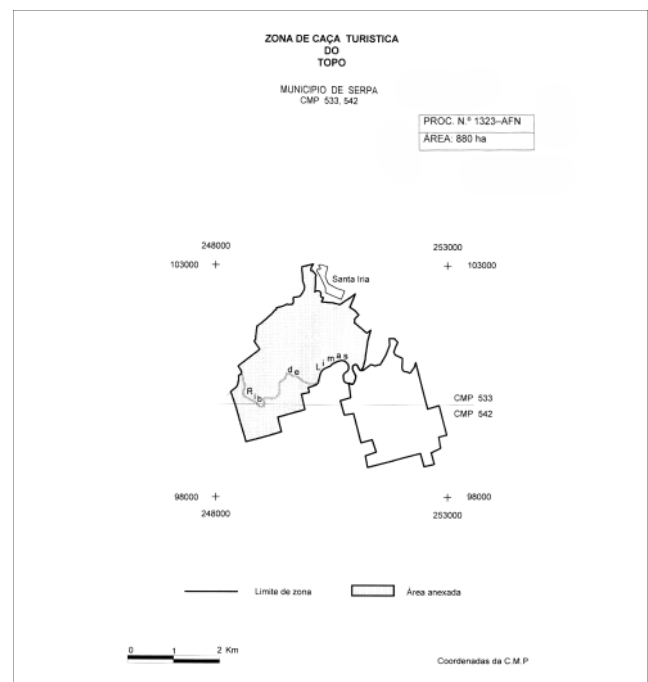 ZONA DE CAÇA TURISTICA
DO
TOPO
MUNICIPIO DE SERPA
CMP 533, 542
PROC. N.º 1323–AFN
ÁREA: 880 ha
248000
253000
103000
103000
Santa Iria
Rib do Limas
CMP 533
CMP 542
98000
98000
248000
253000
Limite de zona
Área anexada
0 1 2 Km
Coordenadas da C.M.P